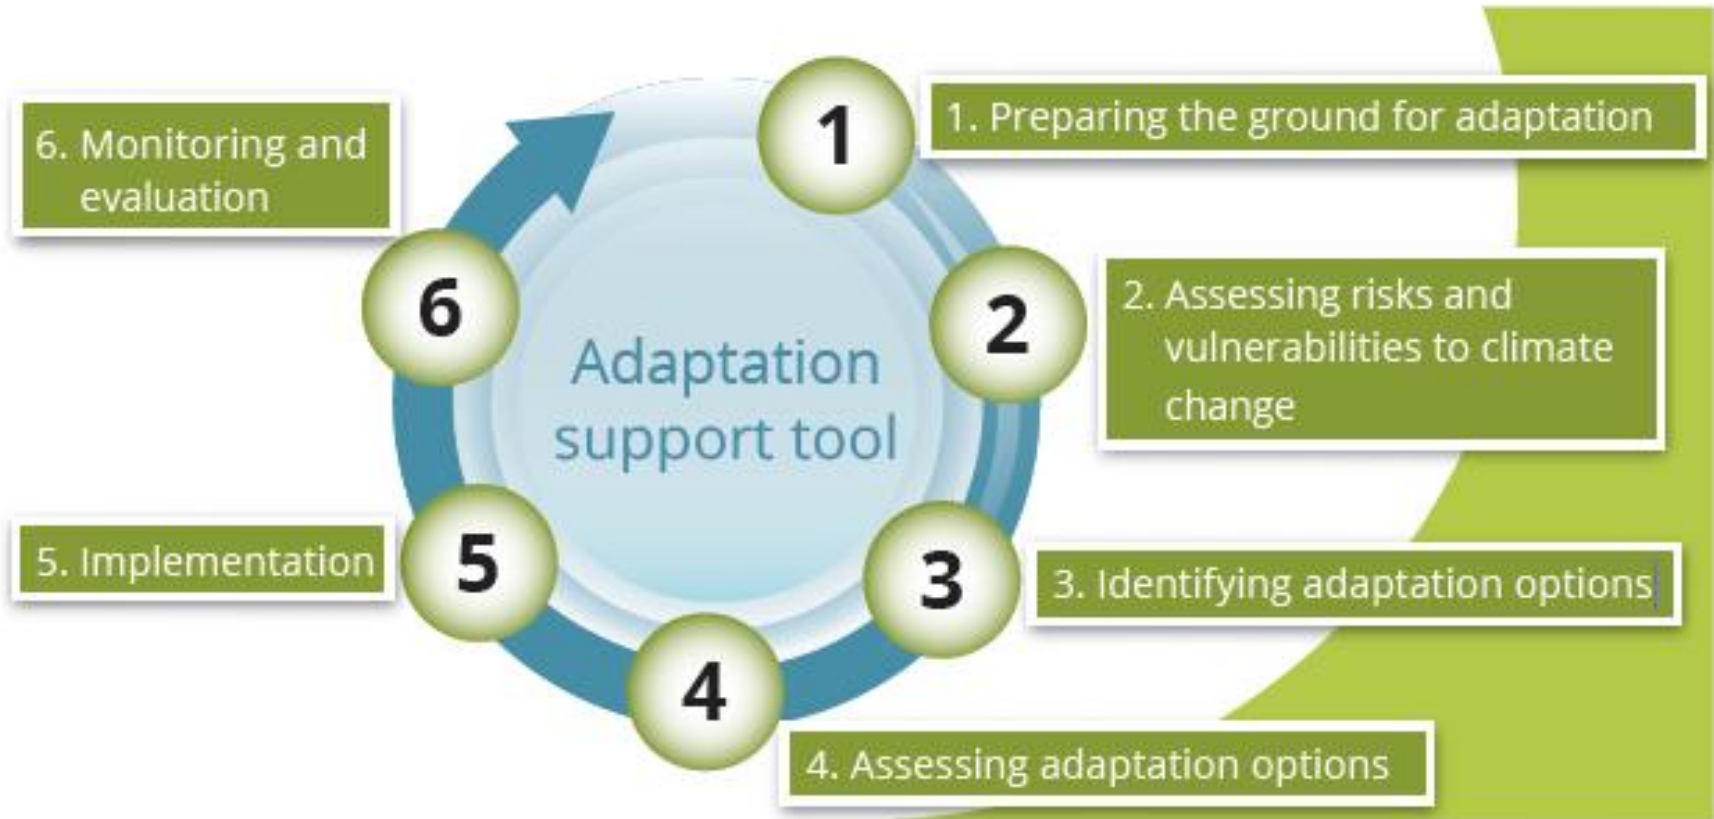 1
1. Preparing the ground for adaptation
2
2. Assessing risks and
vulnerabilities to climate
change
3
3. Identifying adaptation options
4
4. Assessing adaptation options
5
5. Implementation
6
6. Monitoring and
evaluation
Adaptation
support tool